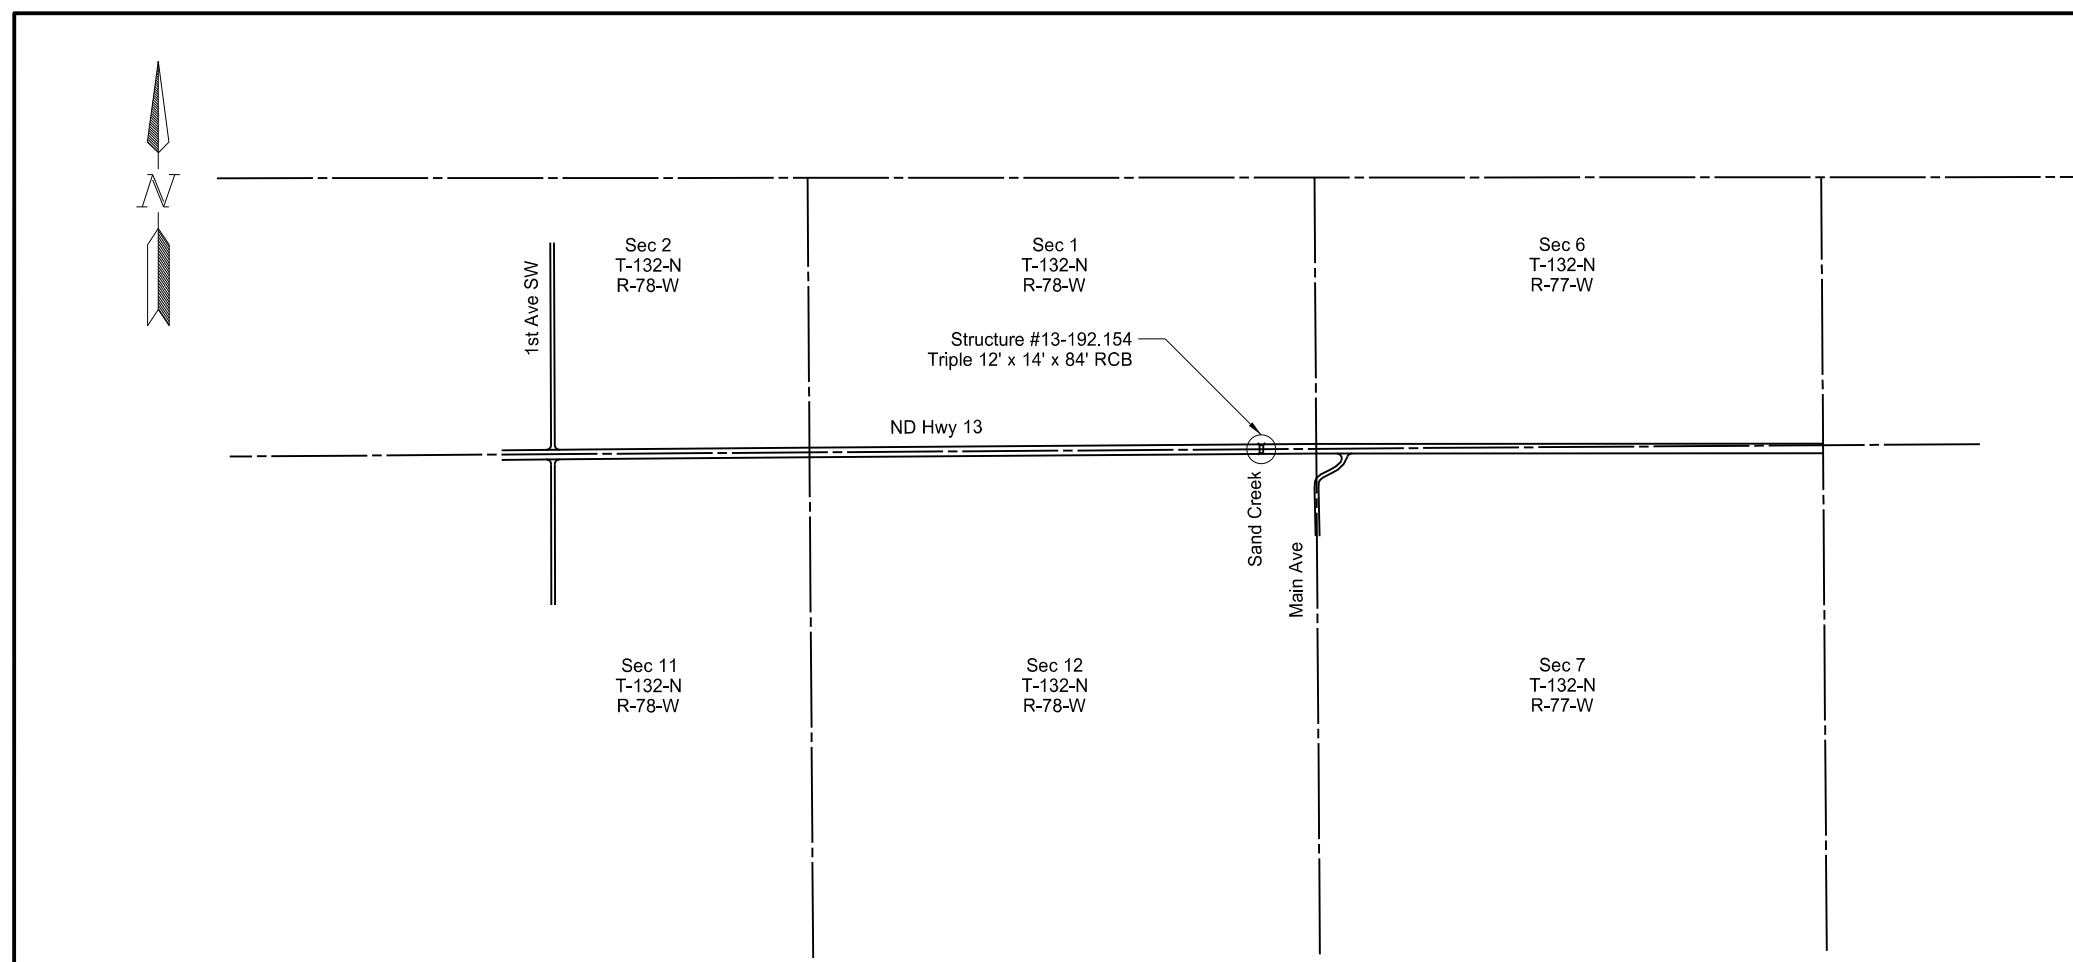 N
Sec 2
T-132-N
R-78-W
Sec 1
T-132-N
R-78-W
Sec 6
T-132-N
R-77-W
1st Ave SW
Structure #13-192.154
Triple 12' x 14' x 84' RCB
ND Hwy 13
Sand Creek
Main Ave
Sec 11
T-132-N
R-78-W
Sec 12
T-132-N
R-78-W
Sec 7
T-132-N
R-77-W